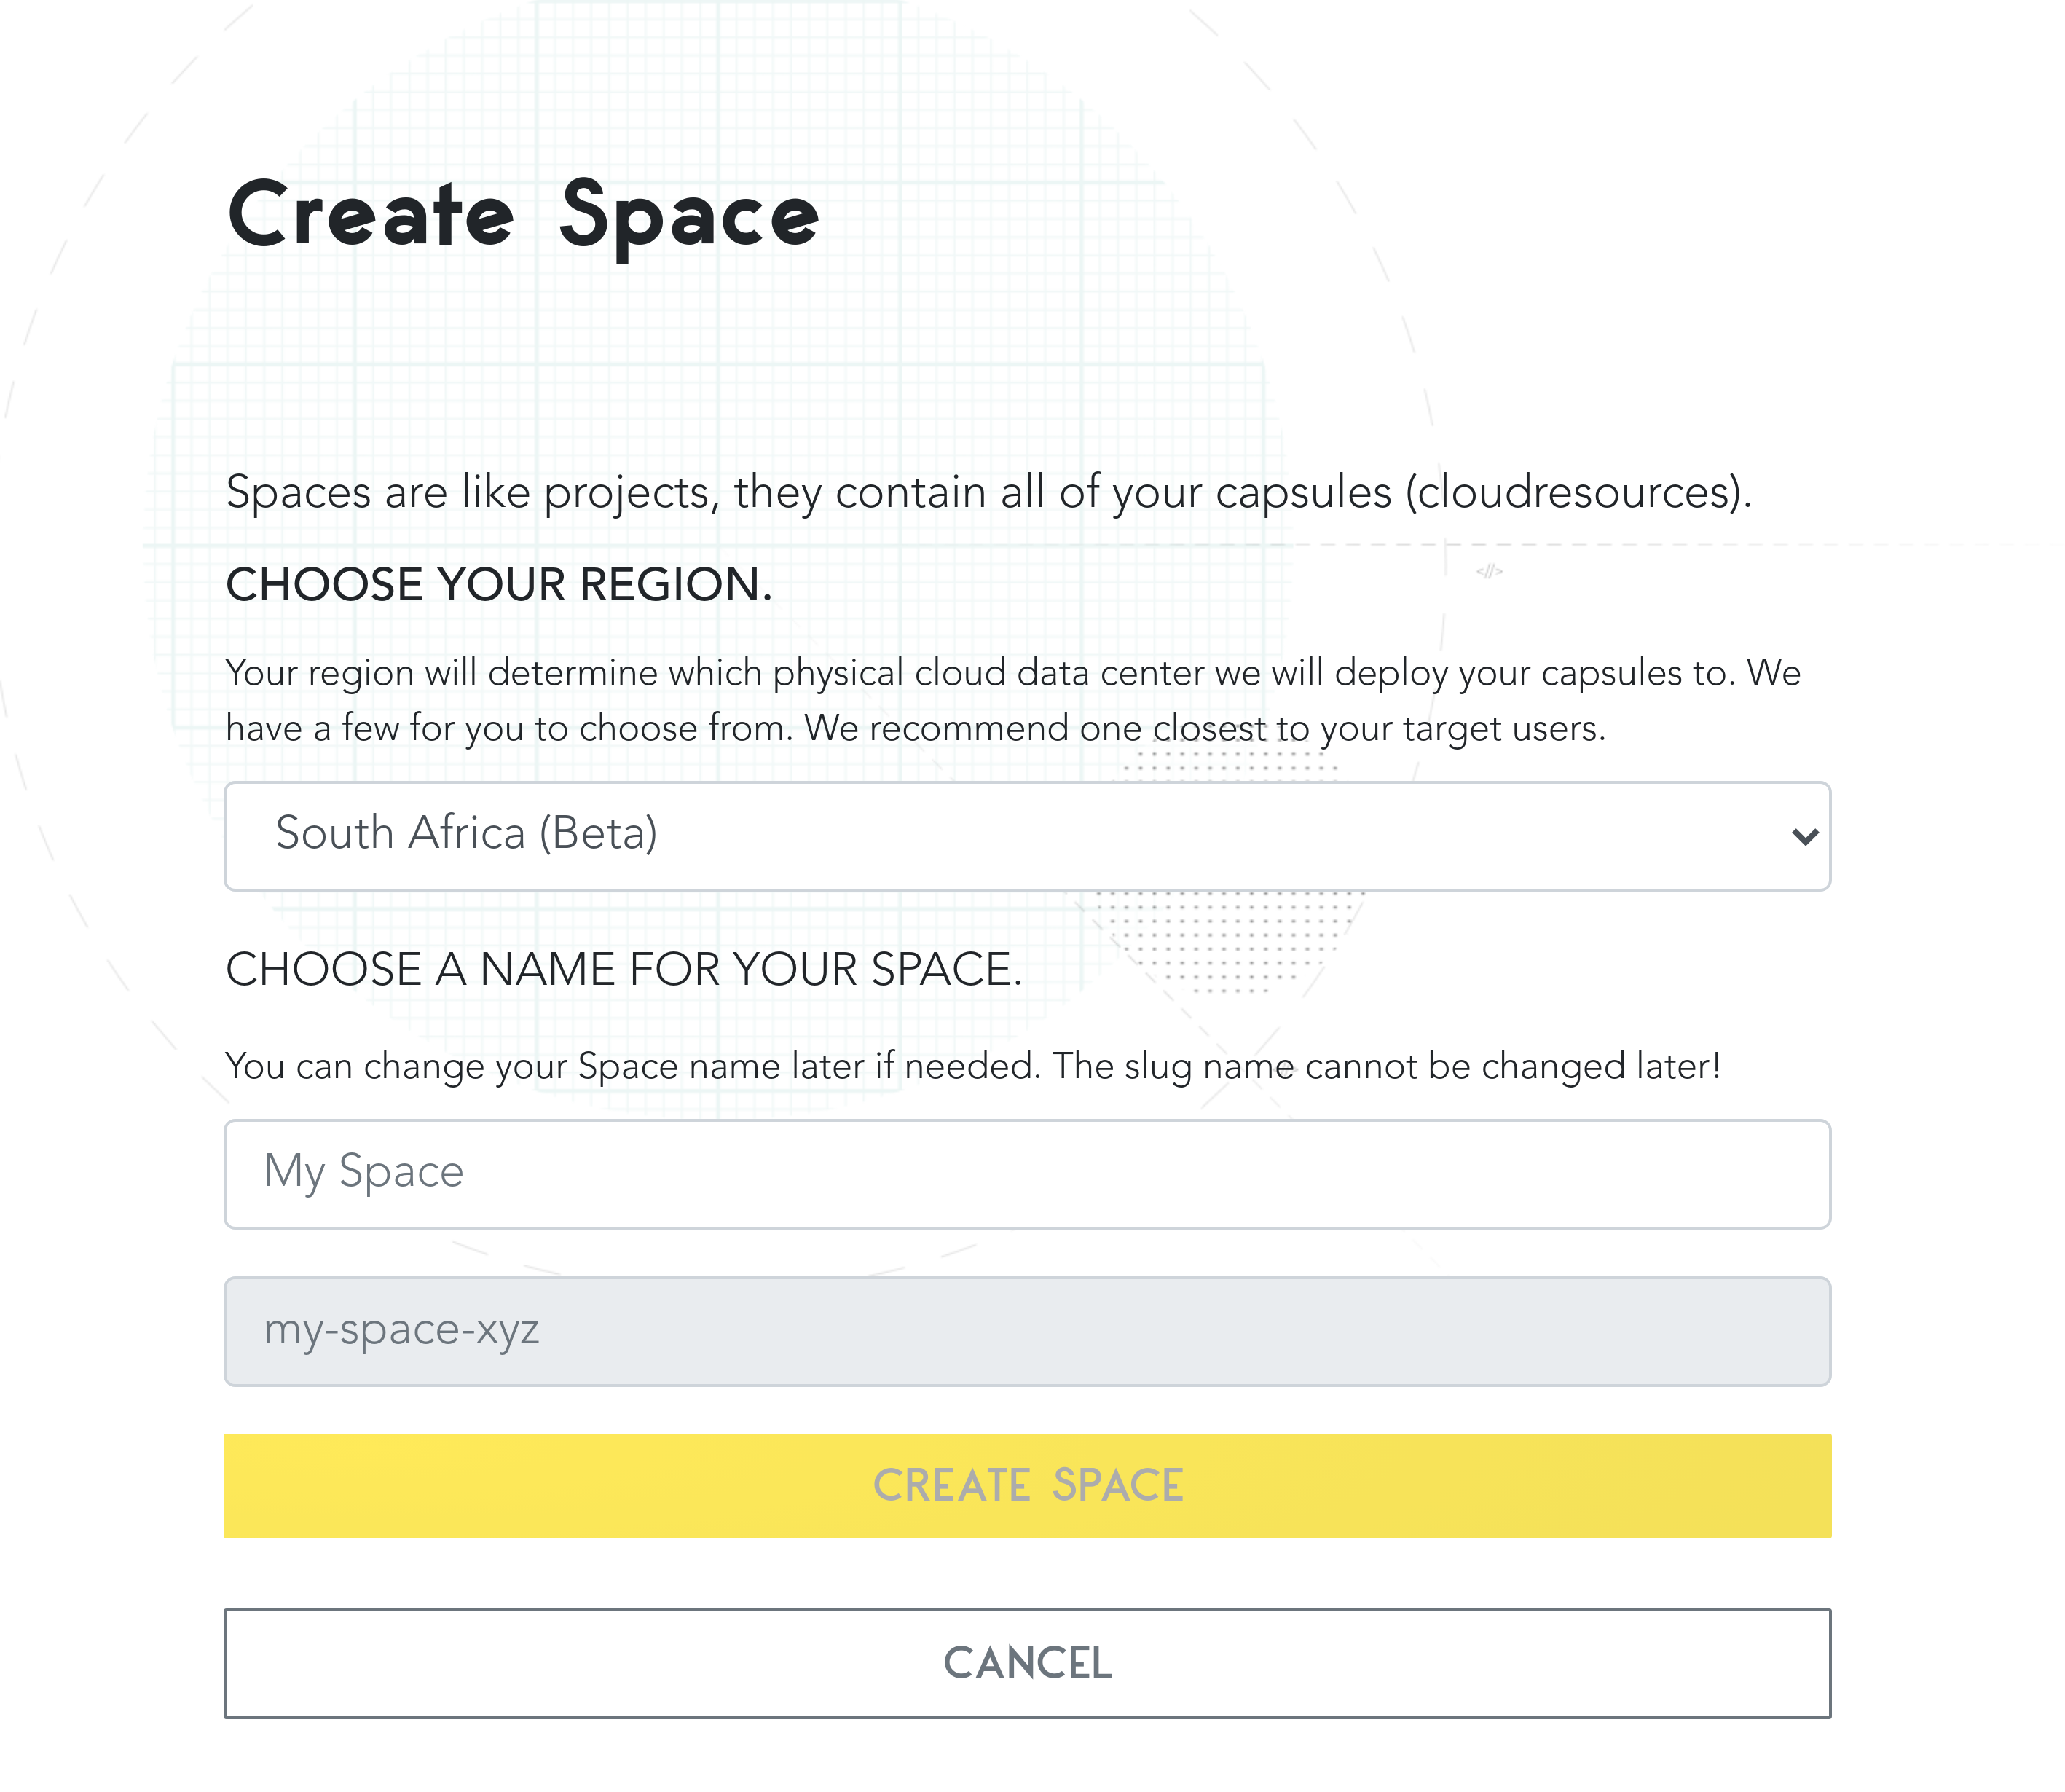 Create Space
Spaces are like projects, they contain all of your capsules (cloudresources).
CHOOSE YOUR REGION.
</>
Your region will determine which physical cloud data center we will deploy your capsules to. We
have a few for you to choose from. We recommend one closest to your target users.
South Africa (Beta)
CHOOSE A NAME FOR YOUR SPACE.
You can change your Space name later if needed. The slug name cannot be changed later!
My Space
my-space-xyz
CREATE SPACE
CANCEL